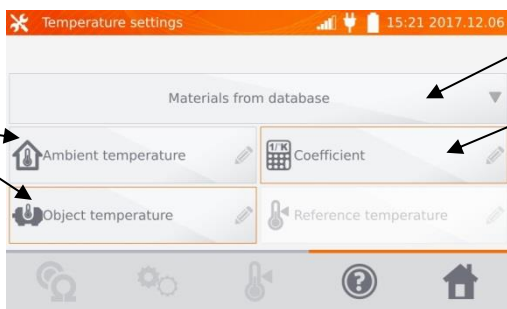 Temperature settings 15:21 2017.12.06
Materials from database
Ambient temperature 1/°K Coefficient
Object temperature Reference temperature